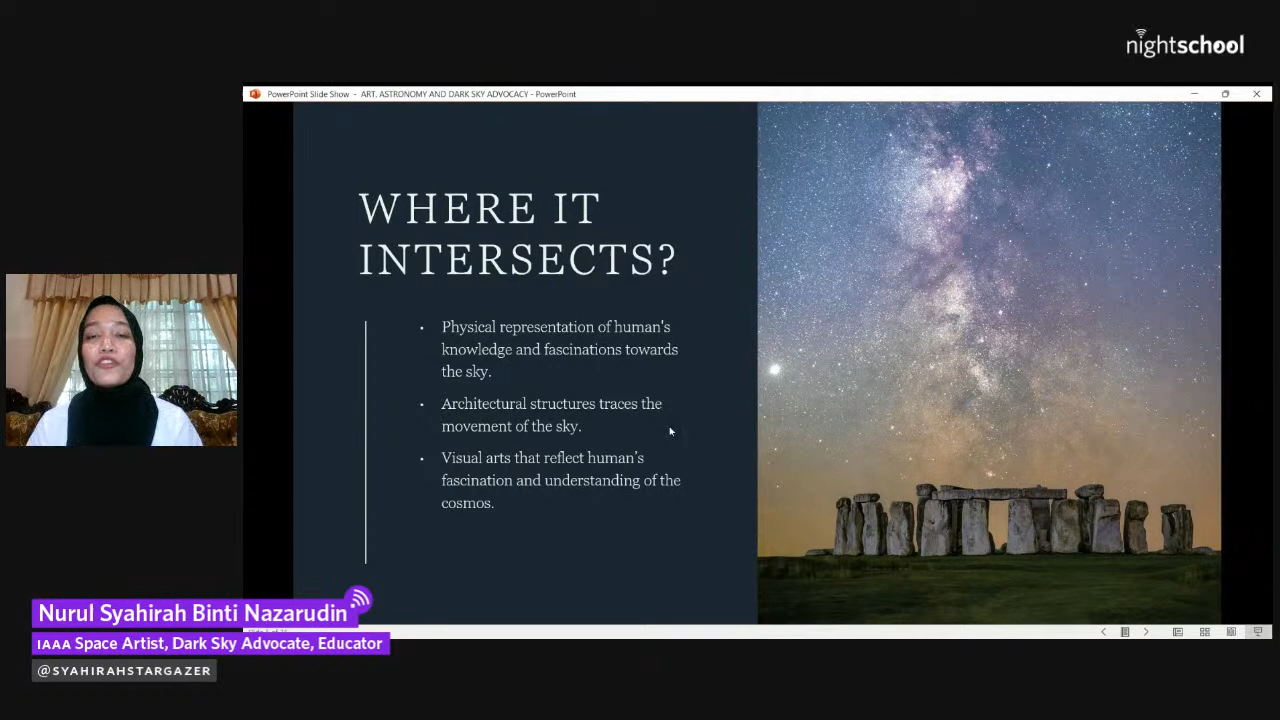 nightschool
PowerPoint Slide Show - ART, ASTRONOMY AND DARK SKY ADVOCACY - PowerPoint
WHERE IT
INTERSECTS?
• Physical representation of human's
knowledge and fascinations towards
the sky.
• Architectural structures traces the
movement of the sky.
• Visual arts that reflect human's
fascination and understanding of the
cosmos.
Nurul Syahirah Binti Nazarudin
IAAA Space Artist, Dark Sky Advocate, Educator
@SYAHIRAHSTARGAZER